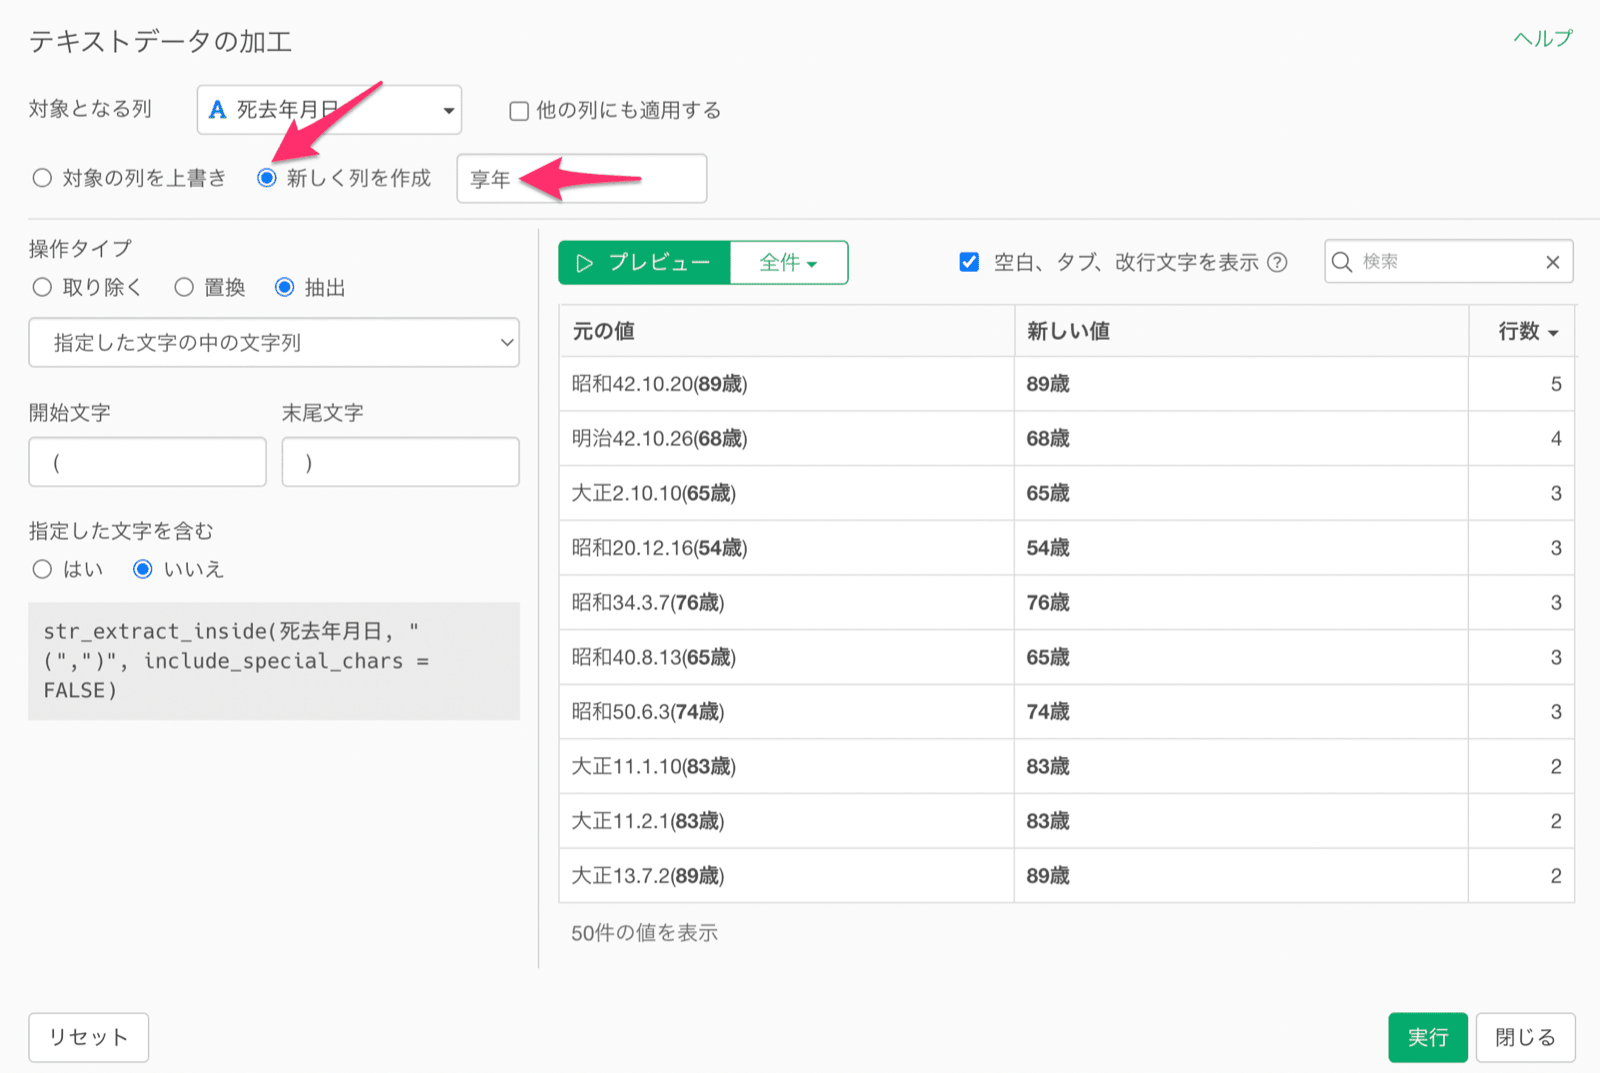 テキストデータの加工
ヘルプ
対象となる列
A 死去年月日
他の列にも適用する
対象の列を上書き
新しく列を作成
享年
操作タイプ
取り除く
置換
抽出
指定した文字の中の文字列
開始文字
末尾文字
(
)
指定した文字を含む
はい
いいえ
str_extract_inside(死去年月日, "
(",")", include_special_chars =
FALSE)
プレビュー
全件
空白、タブ、改行文字を表示
?
検索
元の値 新しい値 行数
昭和42.10.20(89歳) 89歳 5
明治42.10.26(68歳) 68歳 4
大正2.10.10(65歳) 65歳 3
昭和20.12.16(54歳) 54歳 3
昭和34.3.7(76歳) 76歳 3
昭和40.8.13(65歳) 65歳 3
昭和50.6.3(74歳) 74歳 3
大正11.1.10(83歳) 83歳 2
大正11.2.1(83歳) 83歳 2
大正13.7.2(89歳) 89歳 2
50件の値を表示
リセット
実行
閉じる